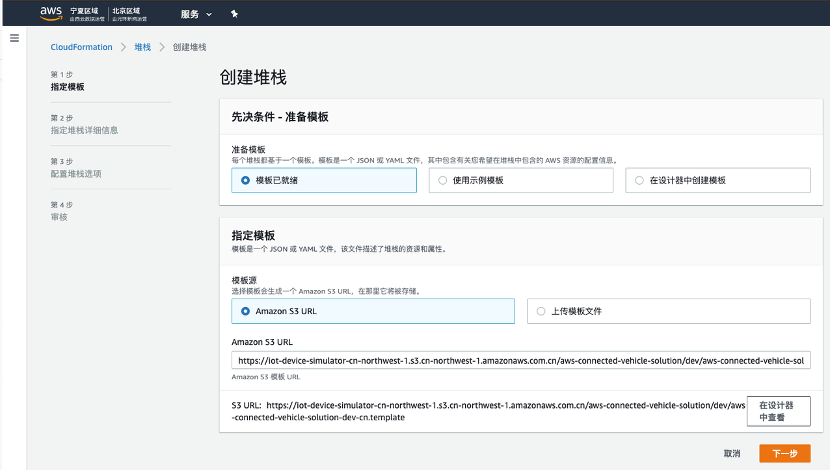 aws 宁夏区域 北京区域 服务
由西云数据运营 由光环新网运营
CloudFormation > 堆栈 > 创建堆栈
第 1 步
指定模板
第 2 步
指定堆栈详细信息
第 3 步
配置堆栈选项
第 4 步
审核
创建堆栈
先决条件 - 准备模板
准备模板
每个堆栈都基于一个模板。模板是一个 JSON 或 YAML 文件，其中包含有关您希望在堆栈中包含的 AWS 资源的配置信息。
模板已就绪 使用示例模板 在设计器中创建模板
指定模板
模板是一个 JSON 或 YAML 文件，该文件描述了堆栈的资源和属性。
模板源
选择模板会生成一个 Amazon S3 URL，在那里它将被存储。
Amazon S3 URL 上传模板文件
Amazon S3 URL
https://iot-device-simulator-cn-northwest-1.s3.cn-northwest-1.amazonaws.com.cn/aws-connected-vehicle-solution/dev/aws-connected-vehicle-sol
Amazon S3 模板 URL
S3 URL: https://iot-device-simulator-cn-northwest-1.s3.cn-northwest-1.amazonaws.com.cn/aws-connected-vehicle-solution/dev/aws
-connected-vehicle-solution-dev-cn.template
在设计器
中查看
取消 下一步